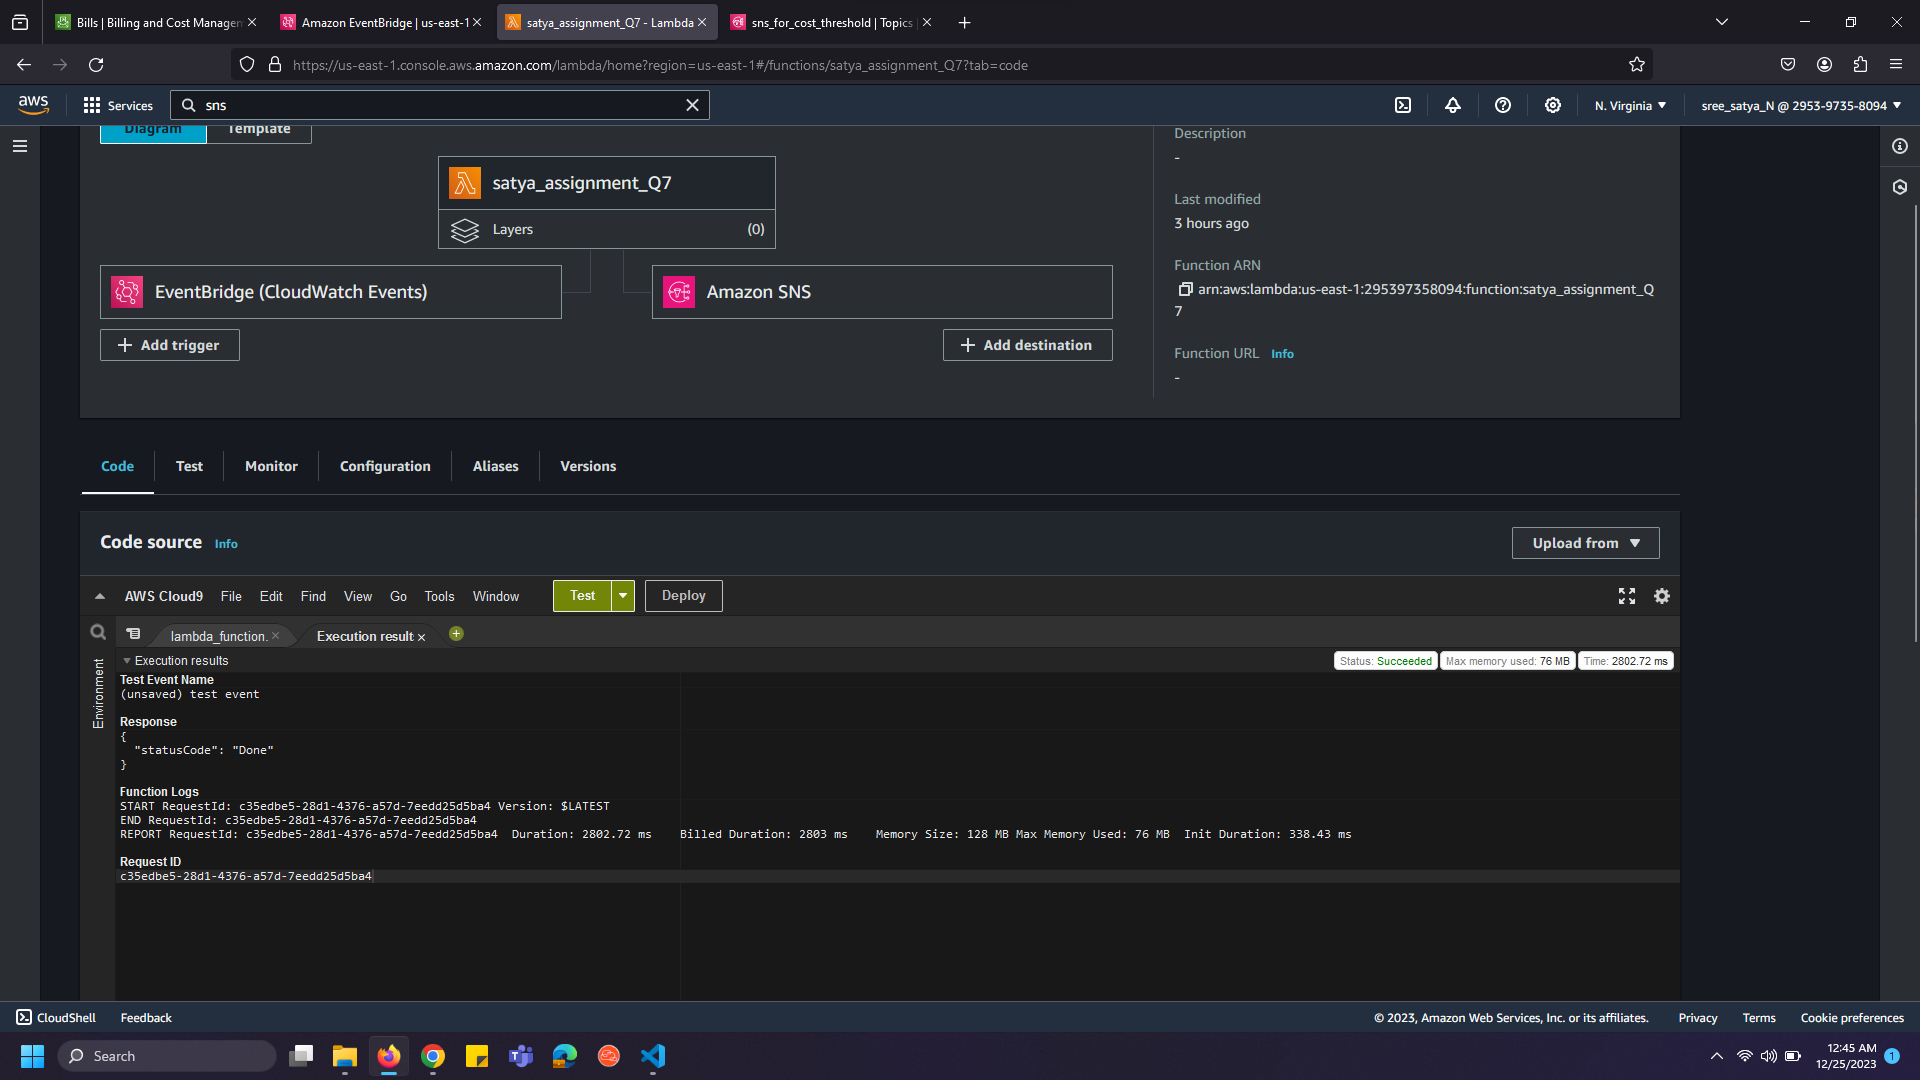 Bills | Billing and Cost Managem
Amazon EventBridge | us-east-1
satya_assignment_Q7 - Lambda
sns_for_cost_threshold | Topics
https://us-east-1.console.aws.amazon.com/lambda/home?region=us-east-1#/functions/satya_assignment_Q7?tab=code
aws
Services
sns
N. Virginia
sree_satya_N @ 2953-9735-8094
Diagram
Template
Description
-
satya_assignment_Q7
Layers
(0)
Last modified
3 hours ago
EventBridge (CloudWatch Events)
Amazon SNS
Function ARN
arn:aws:lambda:us-east-1:295397358094:function:satya_assignment_Q
7
Add trigger
Add destination
Function URL Info
-
Code
Test
Monitor
Configuration
Aliases
Versions
Code source Info
Upload from
AWS Cloud9
File
Edit
Find
View
Go
Tools
Window
Test
Deploy
lambda_function.
Execution result
Environment
Execution results
Status: Succeeded
Max memory used: 76 MB
Time: 2802.72 ms
Test Event Name
(unsaved) test event
Response
{
"statusCode": "Done"
}
Function Logs
START RequestId: c35edbe5-28d1-4376-a57d-7eedd25d5ba4 Version: $LATEST
END RequestId: c35edbe5-28d1-4376-a57d-7eedd25d5ba4
REPORT RequestId: c35edbe5-28d1-4376-a57d-7eedd25d5ba4 Duration: 2802.72 ms Billed Duration: 2803 ms Memory Size: 128 MB Max Memory Used: 76 MB Init Duration: 338.43 ms
Request ID
c35edbe5-28d1-4376-a57d-7eedd25d5ba4
CloudShell
Feedback
© 2023, Amazon Web Services, Inc. or its affiliates.
Privacy
Terms
Cookie preferences
Search
12:45 AM
12/25/2023
1